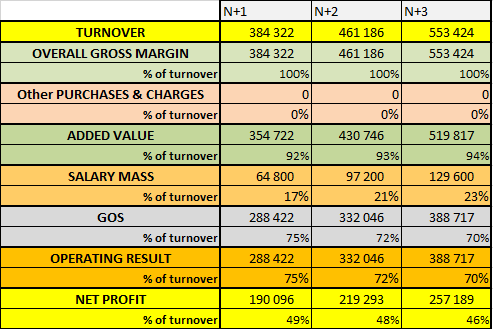 N+1 N+2 N+3
TURNOVER 384 322 461 186 553 424
OVERALL GROSS MARGIN 384 322 461 186 553 424
% of turnover 100% 100% 100%
Other PURCHASES & CHARGES 0 0 0
% of turnover 0% 0% 0%
ADDED VALUE 354 722 430 746 519 817
% of turnover 92% 93% 94%
SALARY MASS 64 800 97 200 129 600
% of turnover 17% 21% 23%
GOS 288 422 332 046 388 717
% of turnover 75% 72% 70%
OPERATING RESULT 288 422 332 046 388 717
% of turnover 75% 72% 70%
NET PROFIT 190 096 219 293 257 189
% of turnover 49% 48% 46%